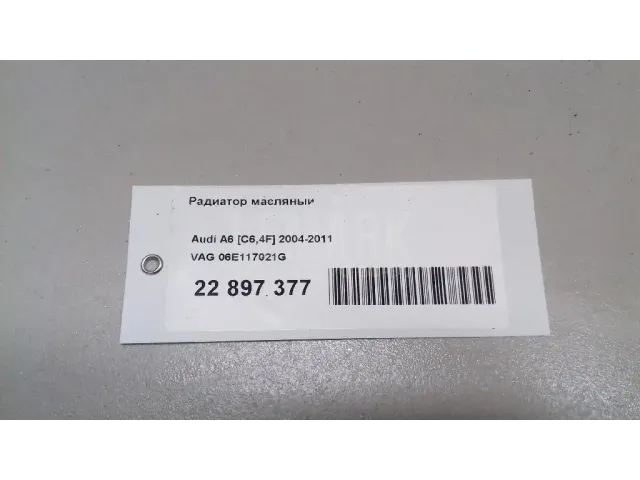 Радиатор масляный
Audi A6 [C6,4F] 2004-2011
VAG 06E117021G
22 897 377